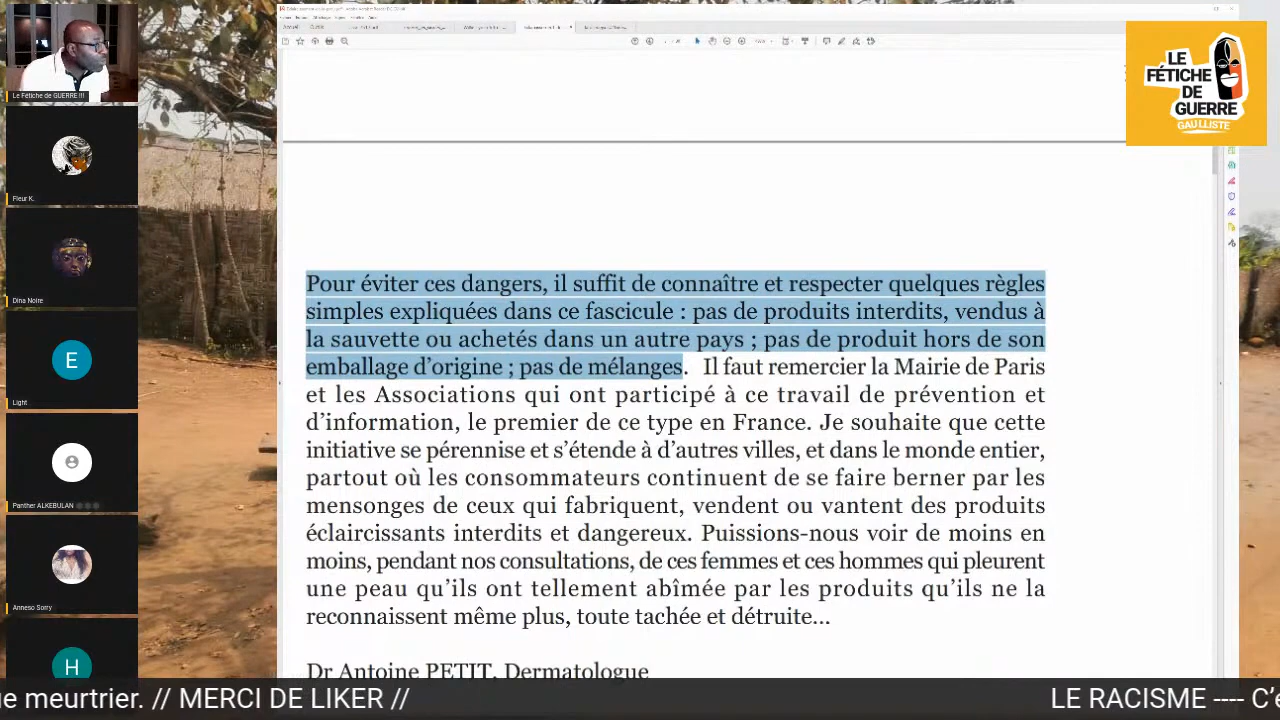 Le Fétiche de GUERRE !!!
Fleur K.
Dina Noire
E
Light
Panther ALKEBULAN
Anneso Sorry
H
LE
FÉTICHE
DE
GUERRE
GAULLISTE
Pour éviter ces dangers, il suffit de connaître et respecter quelques règles
simples expliquées dans ce fascicule : pas de produits interdits, vendus à
la sauvette ou achetés dans un autre pays ; pas de produit hors de son
emballage d’origine ; pas de mélanges. Il faut remercier la Mairie de Paris
et les Associations qui ont participé à ce travail de prévention et
d’information, le premier de ce type en France. Je souhaite que cette
initiative se pérennise et s’étende à d’autres villes, et dans le monde entier,
partout où les consommateurs continuent de se faire berner par les
mensonges de ceux qui fabriquent, vendent ou vantent des produits
éclaircissants interdits et dangereux. Puissions-nous voir de moins en
moins, pendant nos consultations, de ces femmes et ces hommes qui pleurent
une peau qu’ils ont tellement abîmée par les produits qu’ils ne la
reconnaissent même plus, toute tachée et détruite...
Dr Antoine PETIT, Dermatologue
ue meurtrier. // MERCI DE LIKER // LE RACISME ---- C’e